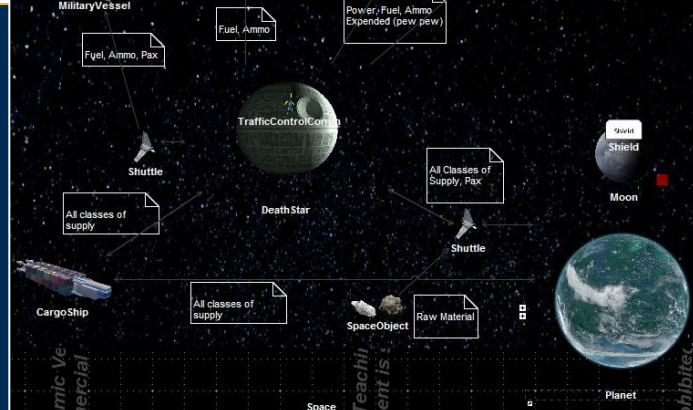 MilitaryVessel
Fuel, Ammo
Power, Fuel, Ammo
Expended (pew pew)
Fuel, Ammo, Pax
TrafficControlCom
Shield
Shield
Shuttle
All Classes of
Supply, Pax
Moon
All classes of
supply
DeathStar
Shuttle
CargoShip
All classes of
supply
SpaceObject
Raw Material
Planet
Space